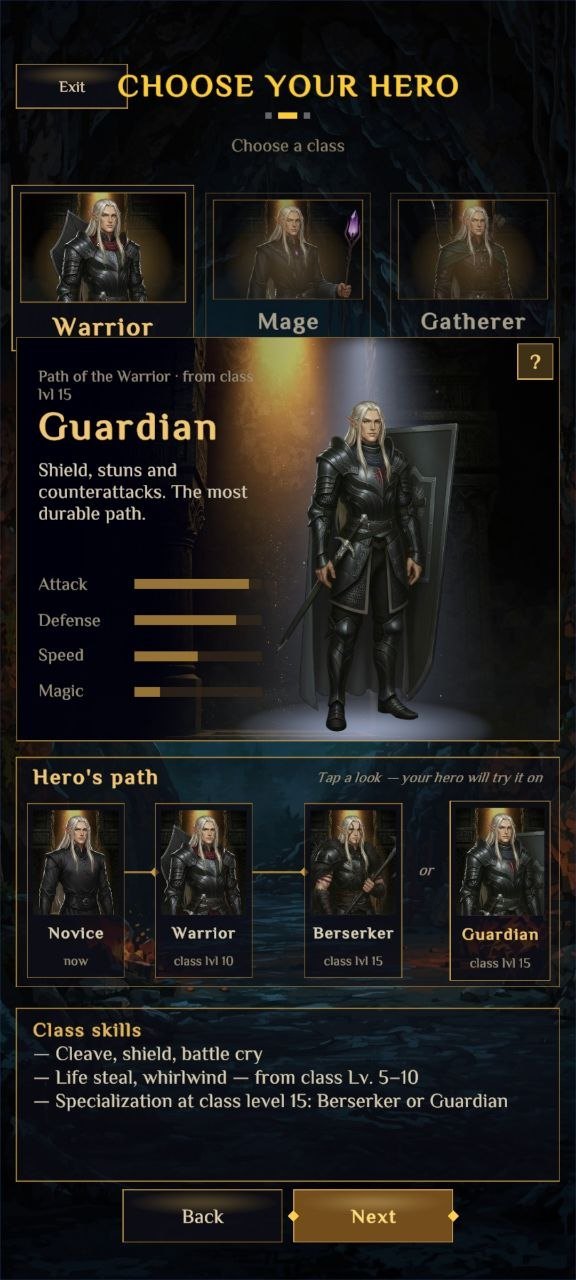 Exit
CHOOSE YOUR HERO
Choose a class
Warrior
Mage
Gatherer
?
Path of the Warrior · from class
lvl 15
Guardian
Shield, stuns and
counterattacks. The most
durable path.
Attack
Defense
Speed
Magic
Hero's path
Tap a look — your hero will try it on
or
Novice
Warrior
Berserker
Guardian
now
class lvl 10
class lvl 15
class lvl 15
Class skills
— Cleave, shield, battle cry
— Life steal, whirlwind — from class Lv. 5–10
— Specialization at class level 15: Berserker or Guardian
Back
Next